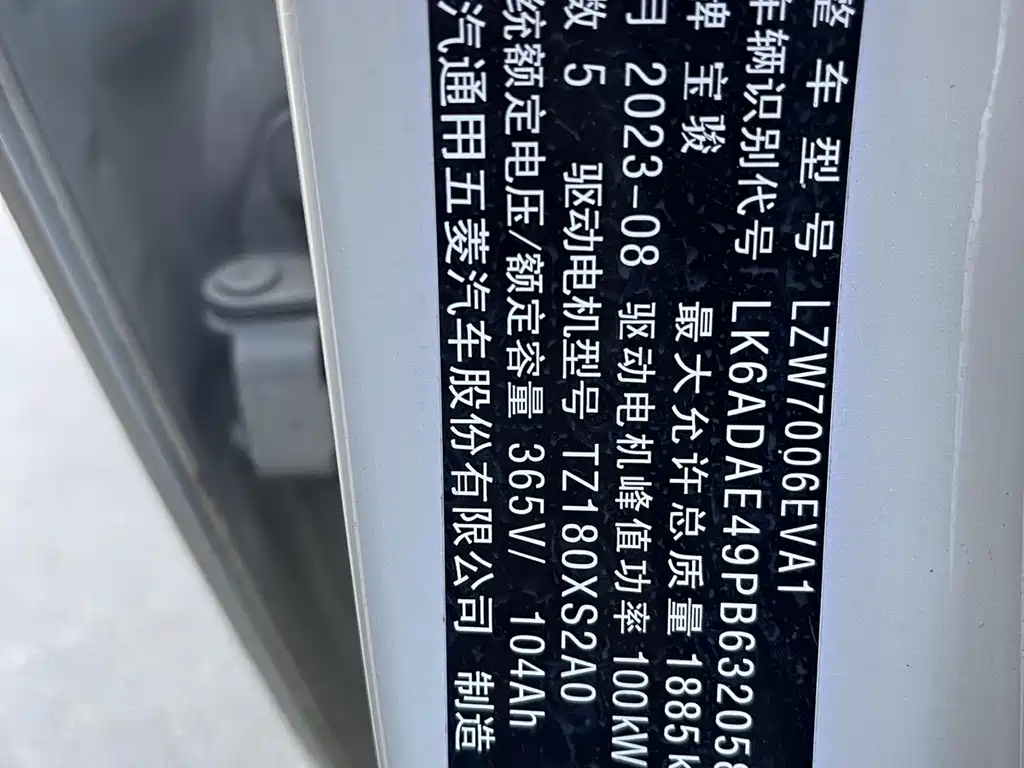 整车型号 LZW7006EVA1
车辆识别代号 LK6ADAE49PB632058
牌 宝骏 最大允许总质量 1885k
月 2023-08 驱动电机峰值功率 100kW
数 5 驱动电机型号 TZ180XS2A0
统额定电压/额定容量 365V/ 104Ah
汽通用五菱汽车股份有限公司 制造